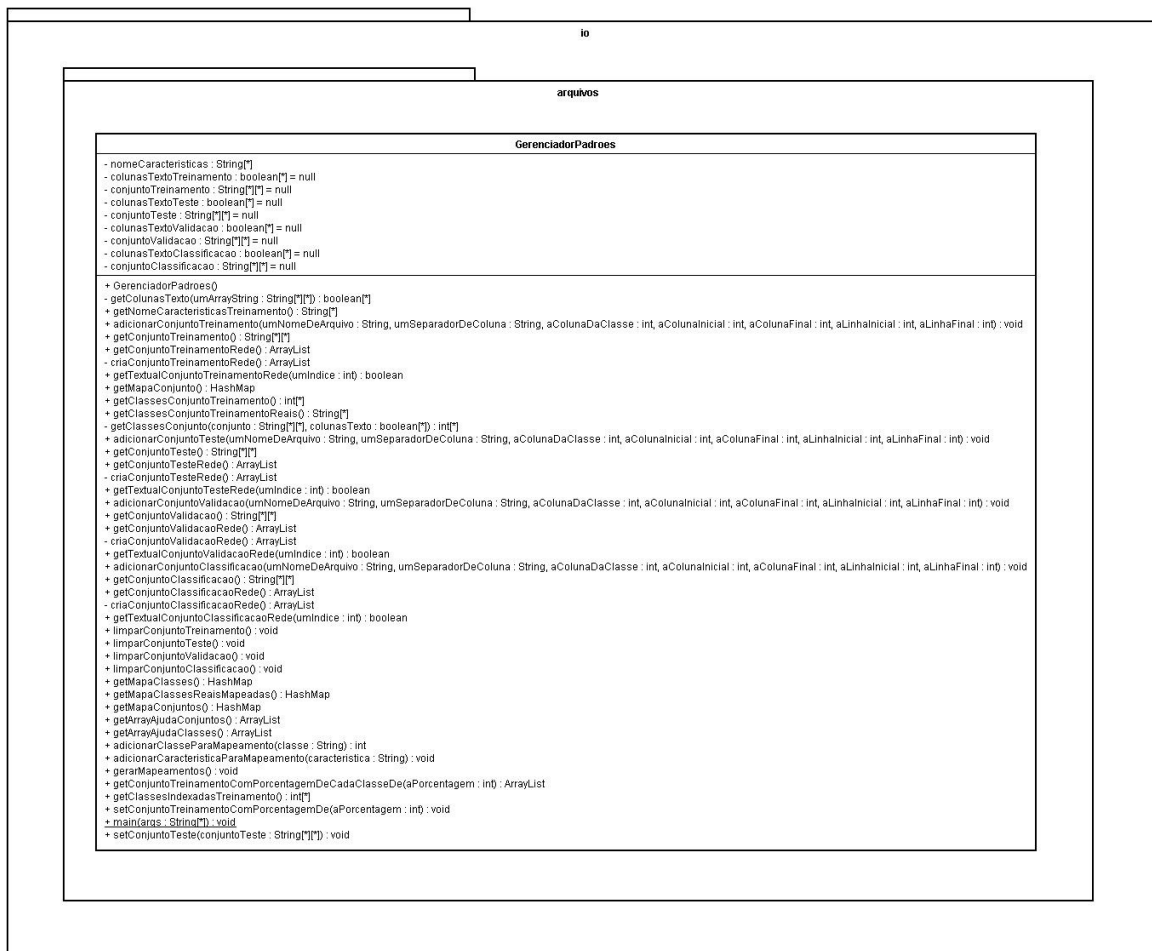 io
arquivos
GerenciadorPadroes
- nomeCaracteristicas : String[*]
- colunasTextoTreinamento : boolean[*] = null
- conjuntoTreinamento : String[*][*] = null
- colunasTextoTeste : boolean[*] = null
- conjuntoTeste : String[*][*] = null
- colunasTextoValidacao : boolean[*] = null
- conjuntoValidacao : String[*][*] = null
- colunasTextoClassificacao : boolean[*] = null
- conjuntoClassificacao : String[*][*] = null
+ GerenciadorPadroes()
- getColunasTexto(umArrayString : String[*][*]) : boolean[*]
+ getNomeCaracteristicasTreinamento() : String[*]
+ adicionarConjuntoTreinamento(umNomeDeArquivo : String, umSeparadorDeColuna : String, aColunaDaClasse : int, aColunaInicial : int, aColunaFinal : int, aLinhaInicial : int, aLinhaFinal : int) : void
+ getConjuntoTreinamento() : String[*][*]
+ getConjuntoTreinamentoRede() : ArrayList
- criaConjuntoTreinamentoRede() : ArrayList
+ getTextualConjuntoTreinamentoRede(umIndice : int) : boolean
+ getMapaConjunto() : HashMap
+ getClassesConjuntoTreinamento() : int[*]
+ getClassesConjuntoTreinamentoReais() : String[*]
- getClassesConjunto(conjunto : String[*][*], colunasTexto : boolean[*]) : int[*]
+ adicionarConjuntoTeste(umNomeDeArquivo : String, umSeparadorDeColuna : String, aColunaDaClasse : int, aColunaInicial : int, aColunaFinal : int, aLinhaInicial : int, aLinhaFinal : int) : void
+ getConjuntoTeste() : String[*][*]
+ getConjuntoTesteRede() : ArrayList
- criaConjuntoTesteRede() : ArrayList
+ getTextualConjuntoTesteRede(umIndice : int) : boolean
+ adicionarConjuntoValidacao(umNomeDeArquivo : String, umSeparadorDeColuna : String, aColunaDaClasse : int, aColunaInicial : int, aColunaFinal : int, aLinhaInicial : int, aLinhaFinal : int) : void
+ getConjuntoValidacao() : String[*][*]
+ getConjuntoValidacaoRede() : ArrayList
- criaConjuntoValidacaoRede() : ArrayList
+ getTextualConjuntoValidacaoRede(umIndice : int) : boolean
+ adicionarConjuntoClassificacao(umNomeDeArquivo : String, umSeparadorDeColuna : String, aColunaDaClasse : int, aColunaInicial : int, aColunaFinal : int, aLinhaInicial : int, aLinhaFinal : int) : void
+ getConjuntoClassificacao() : String[*][*]
+ getConjuntoClassificacaoRede() : ArrayList
- criaConjuntoClassificacaoRede() : ArrayList
+ getTextualConjuntoClassificacaoRede(umIndice : int) : boolean
+ limparConjuntoTreinamento() : void
+ limparConjuntoTeste() : void
+ limparConjuntoValidacao() : void
+ limparConjuntoClassificacao() : void
+ getMapaClasses() : HashMap
+ getMapaClassesReaisMapeadas() : HashMap
+ getMapaConjuntos() : HashMap
+ getArrayAjudaConjuntos() : ArrayList
+ getArrayAjudaClasses() : ArrayList
+ adicionarClasseParaMapeamento(classe : String) : int
+ adicionarCaracteristicaParaMapeamento(caracteristica : String) : void
+ gerarMapeamentos() : void
+ getConjuntoTreinamentoComPorcentagemDeCadaClasseDe(aPorcentagem : int) : ArrayList
+ getClassesIndexadasTreinamento() : int[*]
+ setConjuntoTreinamentoComPorcentagemDe(aPorcentagem : int) : void
+ main(args : String[*]) : void
+ setConjuntoTeste(conjuntoTeste : String[*][*]) : void